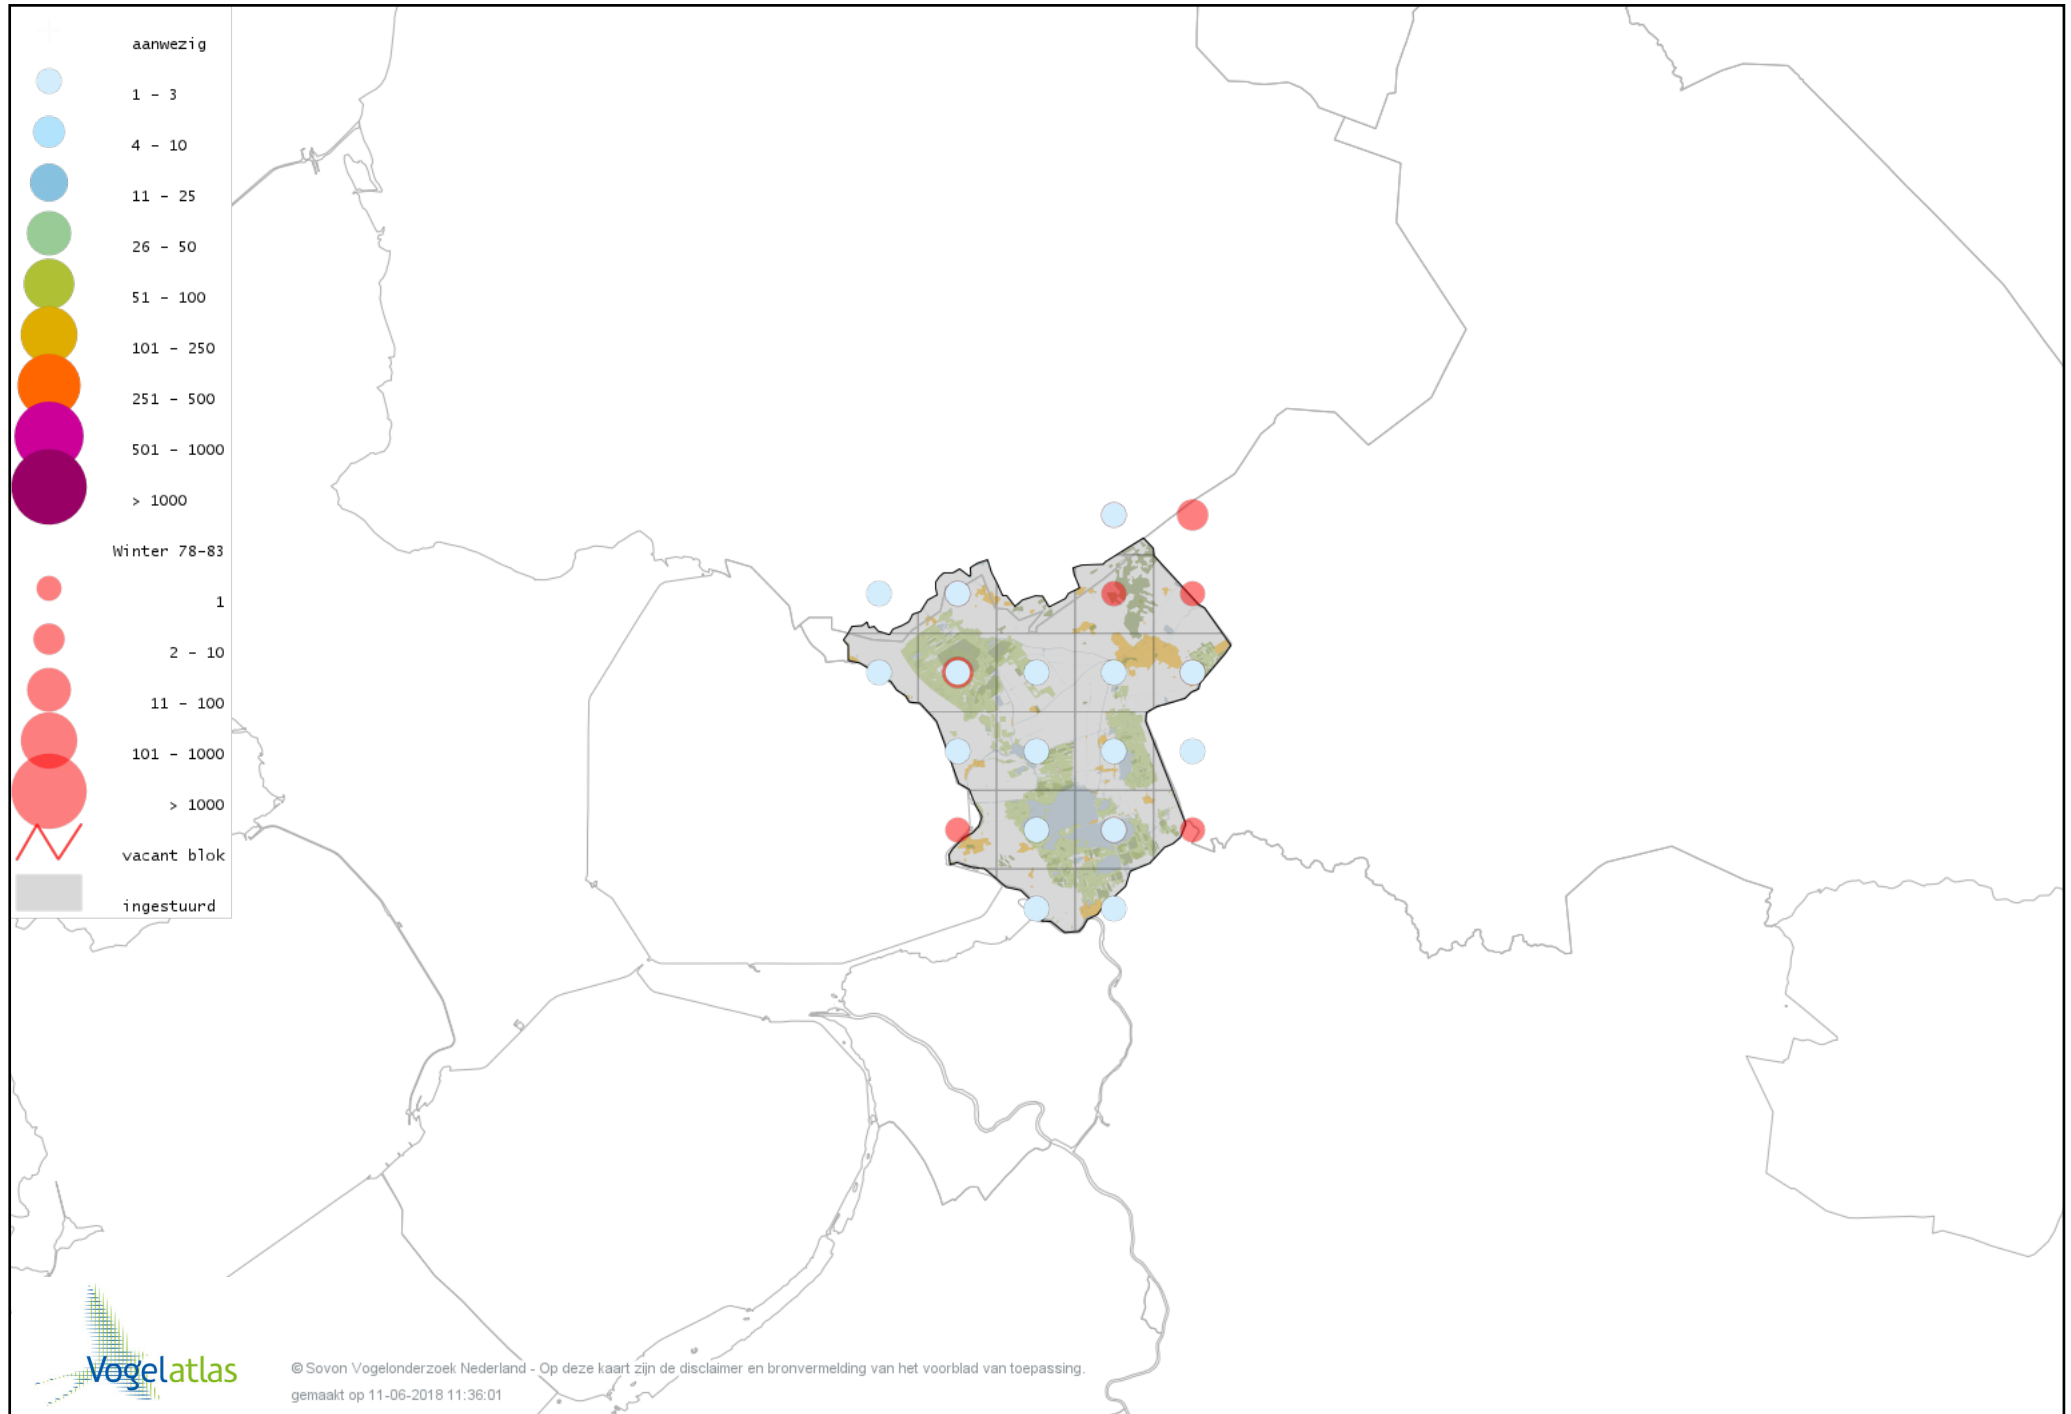 aanwezig
1 - 3
4 - 10
11 - 25
26 - 50
51 - 100
101 - 250
251 - 500
501 - 1000
> 1000
Winter 78-83
1
2 - 10
11 - 100
101 - 1000
> 1000
vacant blok
ingestuurd
Vogelatlas
© Sovon Vogelonderzoek Nederland - Op deze kaart zijn de disclaimer en bronvermelding van het voorblad van toepassing.
gemaakt op 11-06-2018 11:36:01